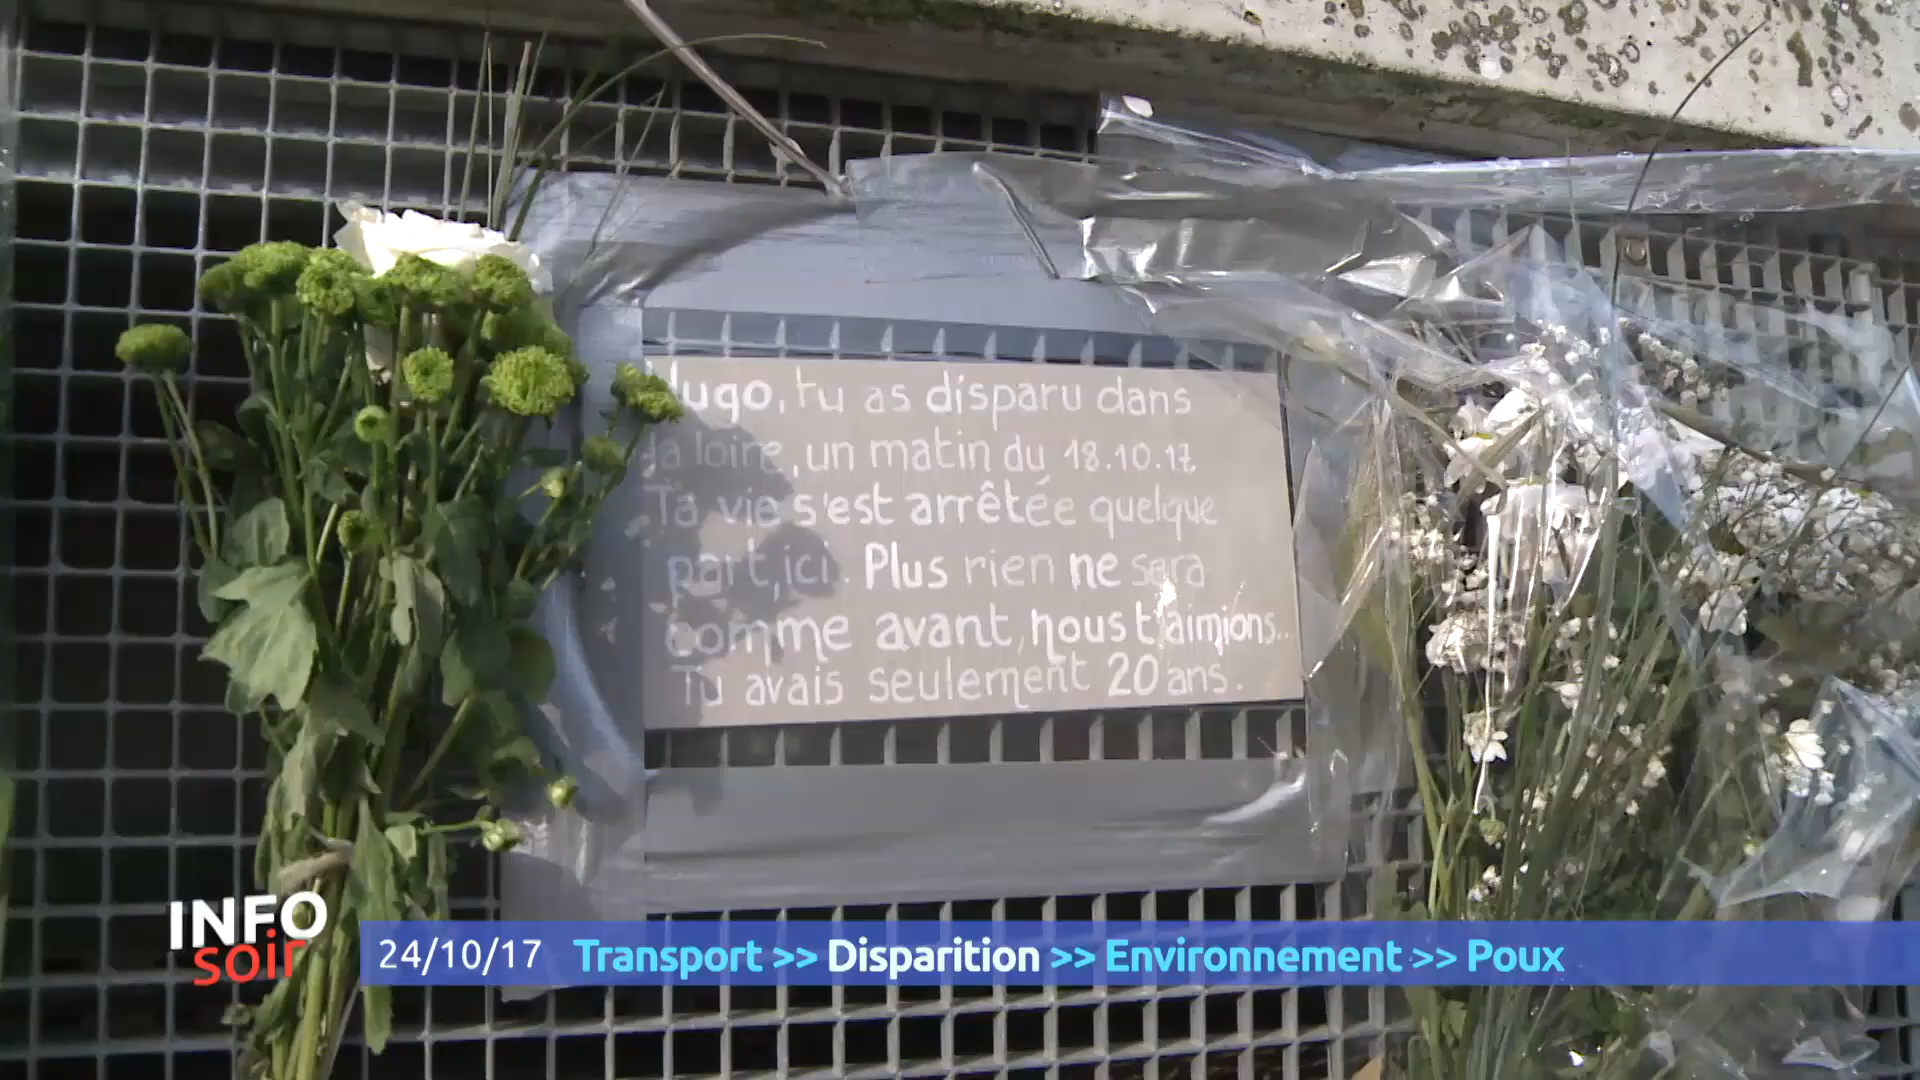 Hugo, tu as disparu dans
la loire, un matin du 18.10.17.
Ta vie s'est arrêtée quelque
part, ici. Plus rien ne sera
comme avant, nous t'aimions..
Tu avais seulement 20 ans.
INFO
soir
24/10/17 Transport >> Disparition >> Environnement >> Poux